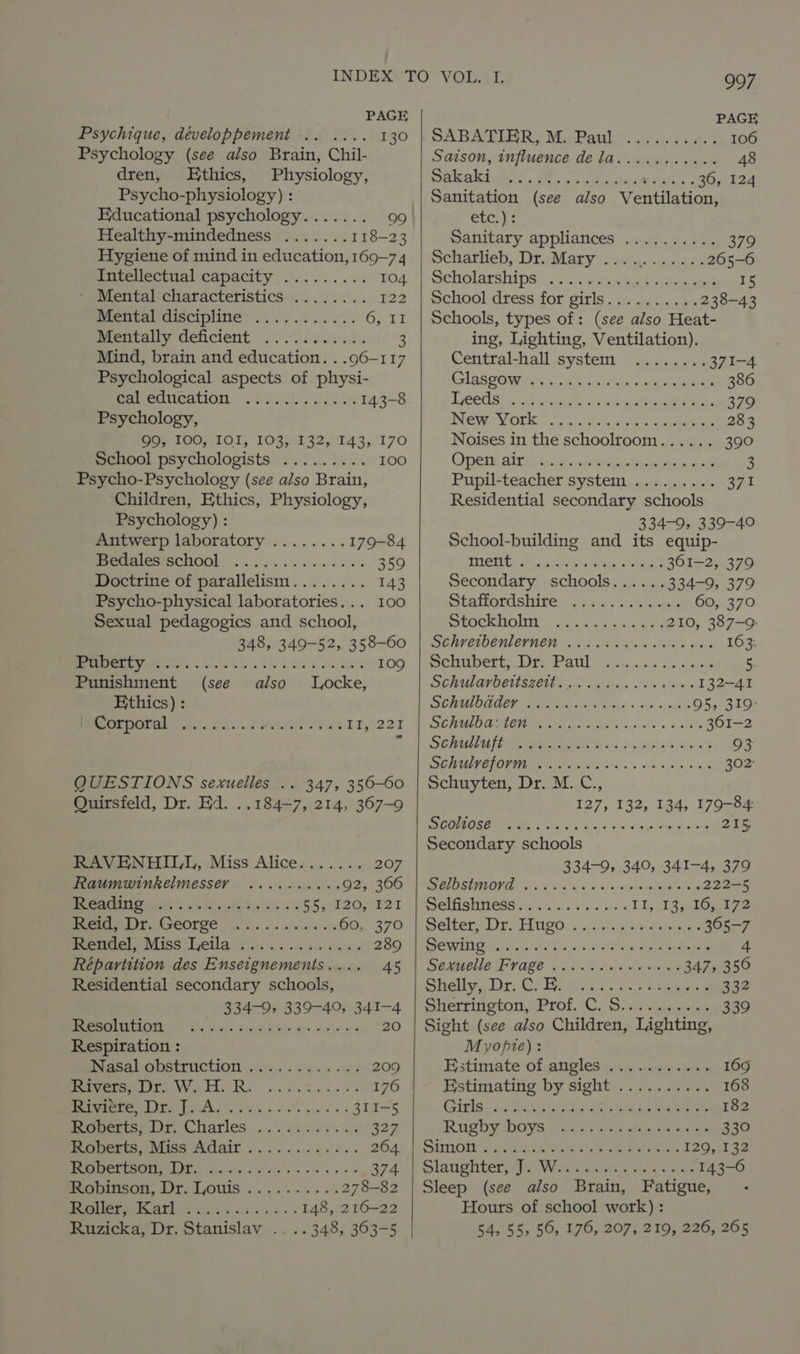 INDEX TO VOL. I. 997
PAGE
Psychique, développement .. .... 130
Psychology (see also Brain, Chil-
dren, Ethics, Physiology,
Psycho-physiology) :
Educational psychology....... 99
Healthy-mindedness .......118-23
Hygiene of mind in education, 169-74
Intellectual capacity ......... 104
Mental characteristics ........ 122
Mental discipline ........... 6, 11
Mentally deficient ........... 3
Mind, brain and education...96-117
Psychological aspects of physi-
cal education ............143-8
Psychology,
99, 100, 101, 103, 132, 143, 170
School psychologists ......... 100
Psycho-Psychology (see also Brain,
Children, Ethics, Physiology,
Psychology) :
Antwerp laboratory ........179-84
Bedales school .............. 359
Doctrine of parallelism........ 143
Psycho-physical laboratories... 100
Sexual pedagogics and school,
348, 349-52, 358-60
Puberty ..................... 109
Punishment (see also Locke,
Ethics) :
Corporal ..................11, 221
QUESTIONS sexuelles .. 347, 356-60
Quirsfeld, Dr. Ed. ..184-7, 214, 367-9
RAVENHILL, Miss Alice....... 207
Raumwinkelmesser ..........92, 366
Reading ...............55, 120, 121
Reid, Dr. George ...........60, 370
Rendel, Miss Leila ............. 289
Répartition des Enseignements.... 45
Residential secondary schools,
334-9, 339-40, 341-4
Resolution .................. 20
Respiration :
Nasal obstruction ............ 209
Rivers, Dr. W. H. R. .......... 176
Rivière, Dr. J. A...............311-5
Roberts, Dr. Charles ........... 327
Roberts, Miss Adair ............ 264
Robertson, Dr. ................ 374
Robinson, Dr. Louis ..........278-82
Roller, Karl .............148, 216-22
Ruzicka, Dr. Stanislav ....348, 363-5
PAGE
SABATIER, M. Paul ........... 106
Saison, influence de la........... 48
Sakaki ....................36, 124
Sanitation (see also Ventilation,
etc.) :
Sanitary appliances .......... 379
Scharlieb, Dr. Mary ...........265-6
Scholarships .................. 15
School dress for girls..........238-43
Schools, types of: (see also Heat-
ing, Lighting, Ventilation).
Central-hall system ........371-4
Glasgow .................... 386
Leeds ...................... 379
New York .................. 283
Noises in the schoolroom...... 390
Open air ................... 3
Pupil-teacher system ......... 371
Residential secondary schools
334-9, 339-40
School-building and its equip-
ment ..................361-2, 379
Secondary schools......334-9, 379
Staffordshire ............ 60, 370
Stockholm ............210, 387-9
Schreibenlernen ................ 163
Schubert, Dr. Paul ............ 5
Schularbeitszeit................132-41
Schulbäder ...................95, 319
Schulbauten ...................361-2
Schulluft ..................... 93
Schulreform .................. 302
Schuyten, Dr. M. C.,
127, 132, 134, 179-84
Scoliose ..................... 215
Secondary schools
334-9, 340, 341-4, 379
Selbstmord ....................222-5
Selfishness............11, 13, 16, 172
Selter, Dr. Hugo ...............365-7
Sewing ....................... 4
Sexuelle Frage ..............347, 356
Shelly, Dr. C. E. ............. 332
Sherrington, Prof. C. S.......... 339
Sight (see also Children, Lighting,
Myopie) :
Estimate of angles ........... 169
Estimating by sight .......... 168
Girls ...................... 182
Rugby boys ................ 330
Simon .....................129, 132
Slaughter, J. W................143-6
Sleep (see also Brain, Fatigue,
Hours of school work) :
54, 55, 56, 176, 207, 219, 226, 265